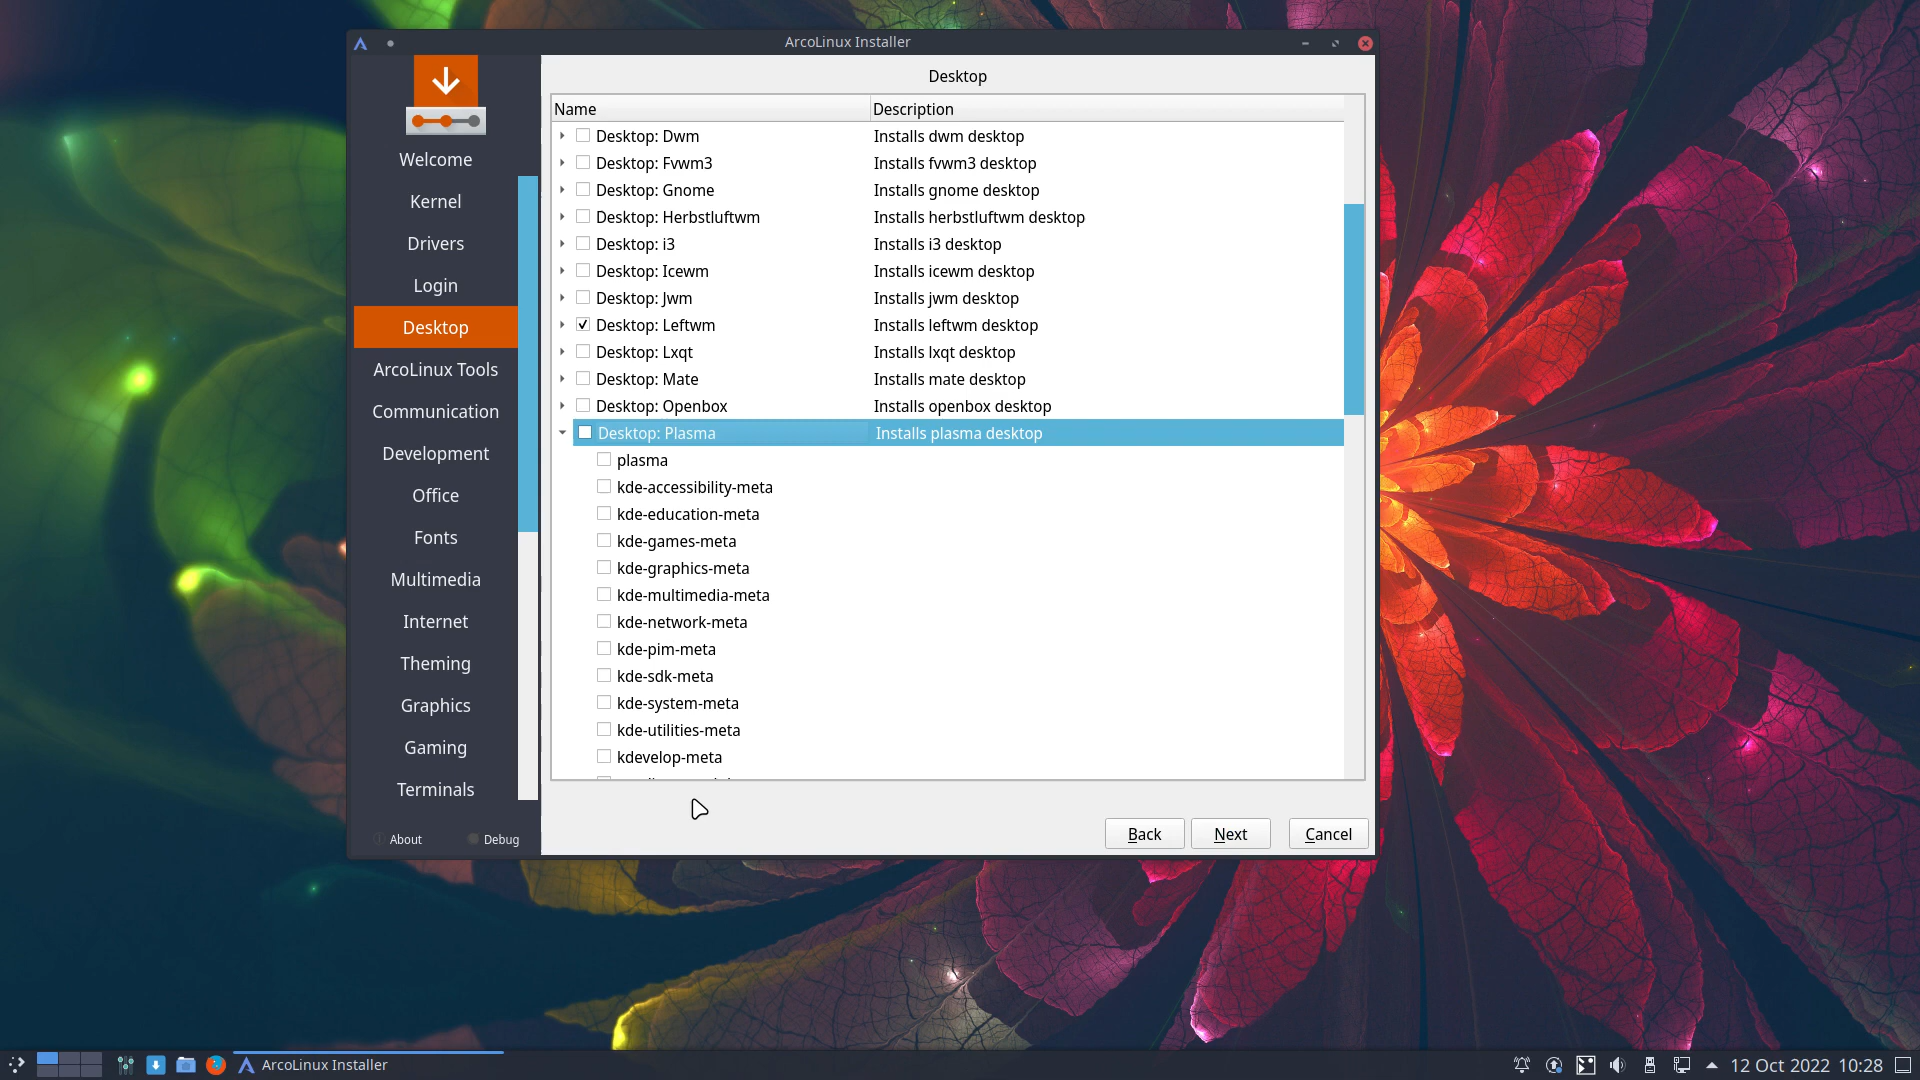 ArcoLinux Installer
Welcome
Kernel
Drivers
Login
Desktop
ArcoLinux Tools
Communication
Development
Office
Fonts
Multimedia
Internet
Theming
Graphics
Gaming
Terminals
About
Debug
Desktop
Name Description
Desktop: Dwm Installs dwm desktop
Desktop: Fvwm3 Installs fvwm3 desktop
Desktop: Gnome Installs gnome desktop
Desktop: Herbstluftwm Installs herbstluftwm desktop
Desktop: i3 Installs i3 desktop
Desktop: Icewm Installs icewm desktop
Desktop: Jwm Installs jwm desktop
Desktop: Leftwm Installs leftwm desktop
Desktop: Lxqt Installs lxqt desktop
Desktop: Mate Installs mate desktop
Desktop: Openbox Installs openbox desktop
Desktop: Plasma Installs plasma desktop
plasma
kde-accessibility-meta
kde-education-meta
kde-games-meta
kde-graphics-meta
kde-multimedia-meta
kde-network-meta
kde-pim-meta
kde-sdk-meta
kde-system-meta
kde-utilities-meta
kdevelop-meta
Back
Next
Cancel
ArcoLinux Installer
12 Oct 2022 10:28